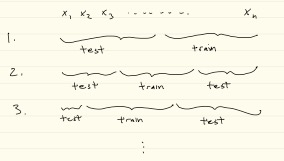 x₁ x₂ x₃ ........ xₙ
1. test train
2. test train test
3. test train test
⋮